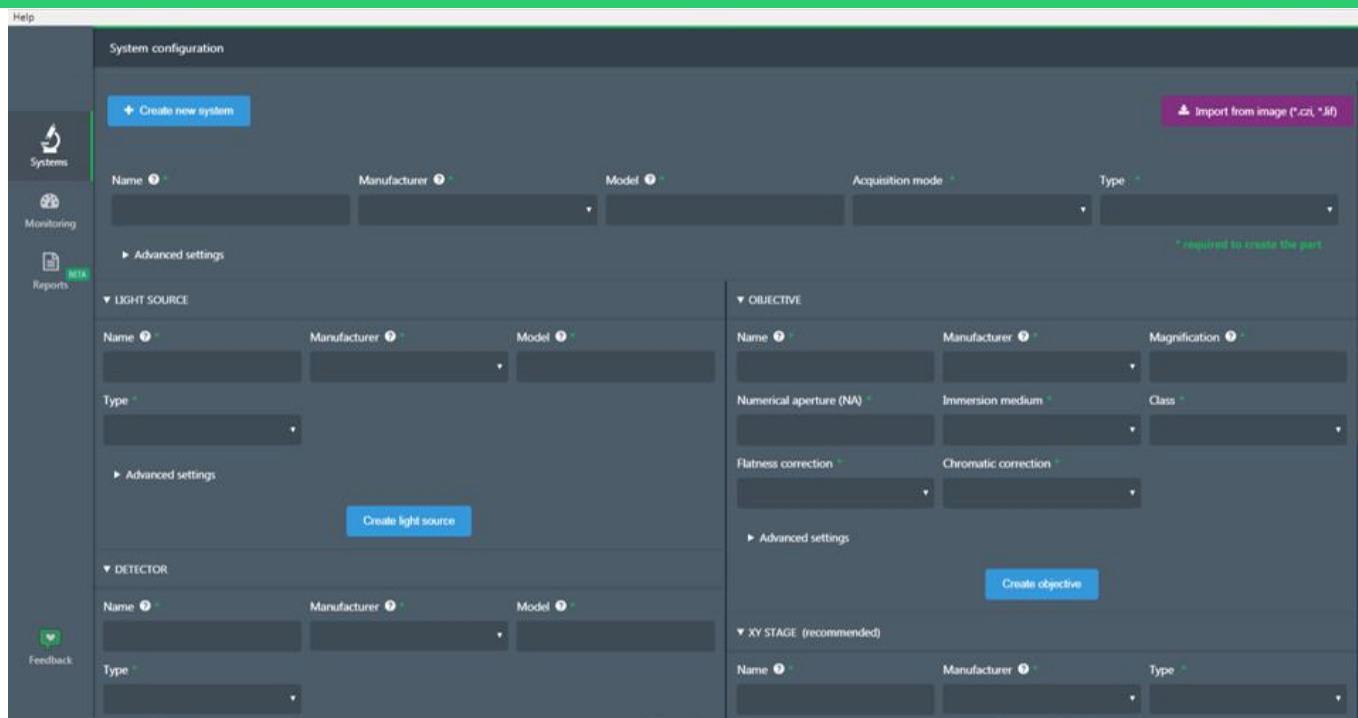 Help
System configuration
+ Create new system
Import from image (*.czi, *.lif)
Systems
Monitoring
Reports BETA
Feedback
Name ? * Manufacturer ? * Model ? * Acquisition mode * Type *
▶ Advanced settings
* required to create the part
▼ LIGHT SOURCE
Name ? * Manufacturer ? * Model ? *
Type *
▶ Advanced settings
Create light source
▼ DETECTOR
Name ? * Manufacturer ? * Model ? *
Type *
▼ OBJECTIVE
Name ? * Manufacturer ? * Magnification ? *
Numerical aperture (NA) * Immersion medium * Class *
Flatness correction * Chromatic correction *
▶ Advanced settings
Create objective
▼ XY STAGE (recommended)
Name ? * Manufacturer ? * Type *